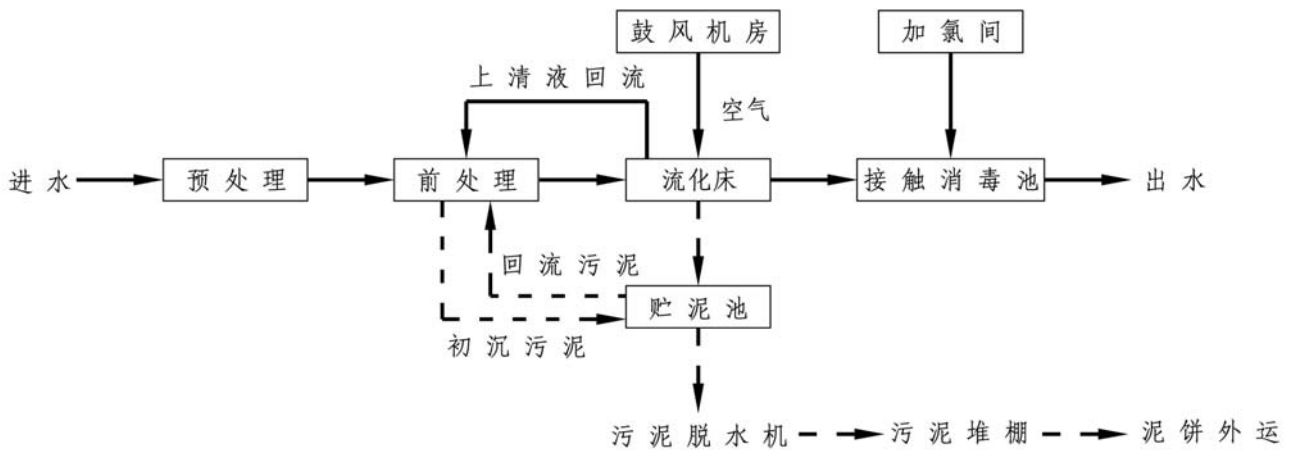 鼓风机房
加氯间
上清液回流
空气
进水
预处理
前处理
流化床
接触消毒池
出水
回流污泥
贮泥池
初沉污泥
污泥脱水机
污泥堆棚
泥饼外运